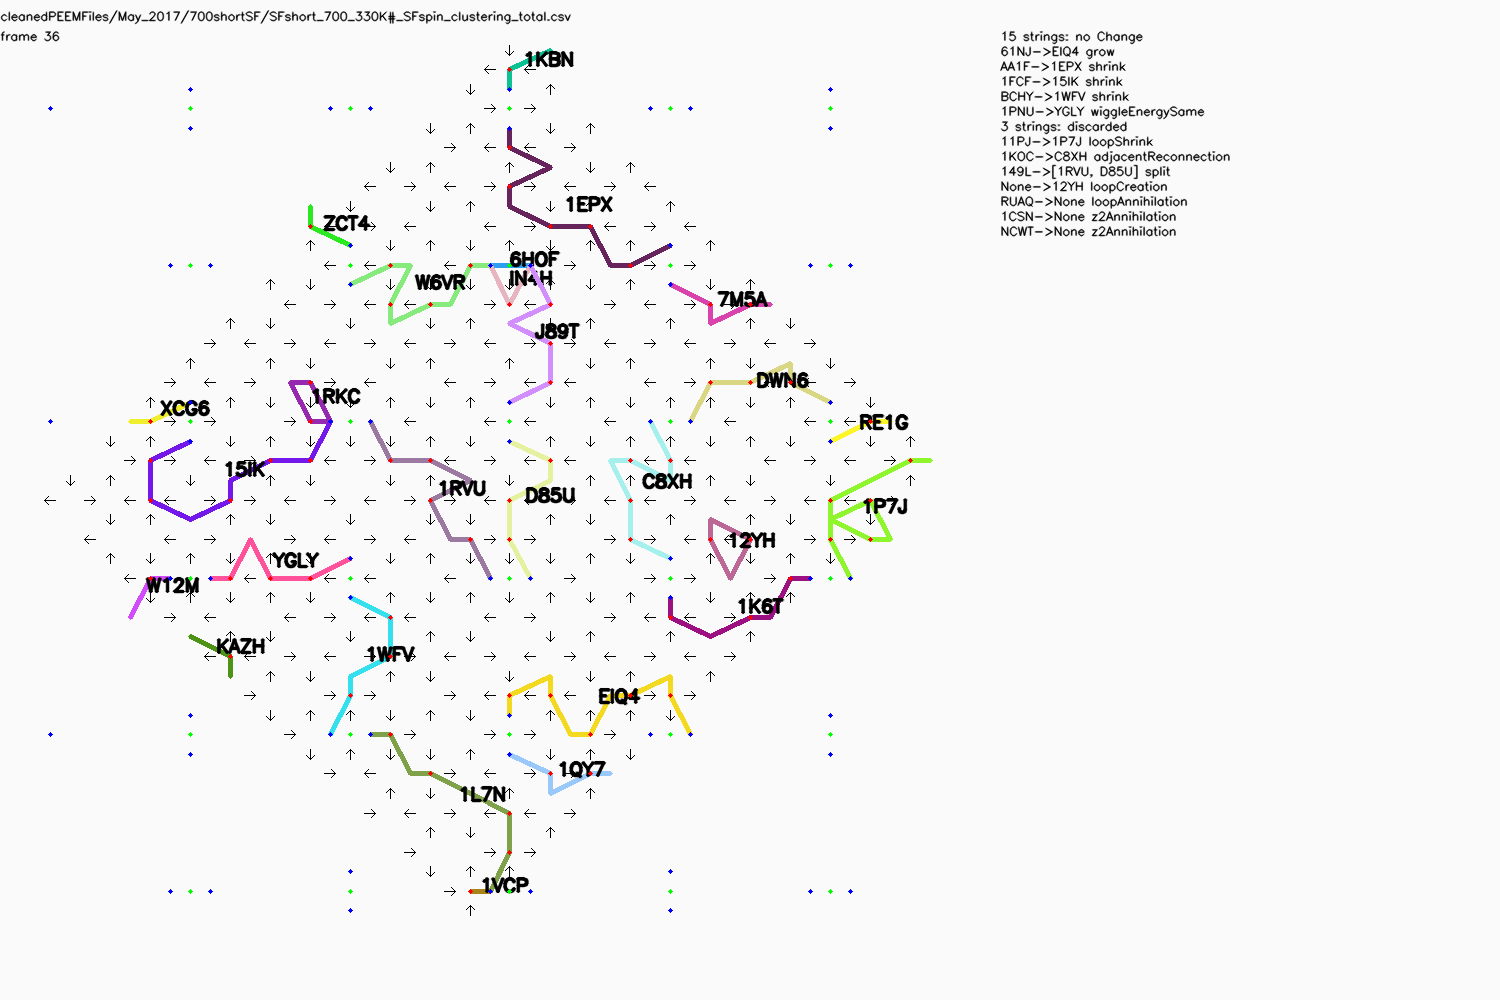 cleanedPEEMFiles/May_2017/700shortSF/SFshort_700_330K#_SFspin_clustering_total.csv
frame 36
15 strings: no Change
61NJ->EIQ4 grow
AA1F->1EPX shrink
1FCF->15IK shrink
BCHY->1WFV shrink
1PNU->YGLY wiggleEnergySame
3 strings: discarded
11PJ->1P7J loopShrink
1KOC->C8XH adjacentReconnection
149L->[1RVU, D85U] split
None->12YH loopCreation
RUAQ->None loopAnnihilation
1CSN->None z2Annihilation
NCWT->None z2Annihilation
1KBN
1EPX
ZCT4
6HOF
W6VR
IN4H
7M5A
J89T
DWN6
1RKC
XCG6
RE1G
15IK
C8XH
1RVU
D85U
1P7J
12YH
YGLY
W12M
1K6T
KAZH
1WFV
EIQ4
1QY7
1L7N
1VCP